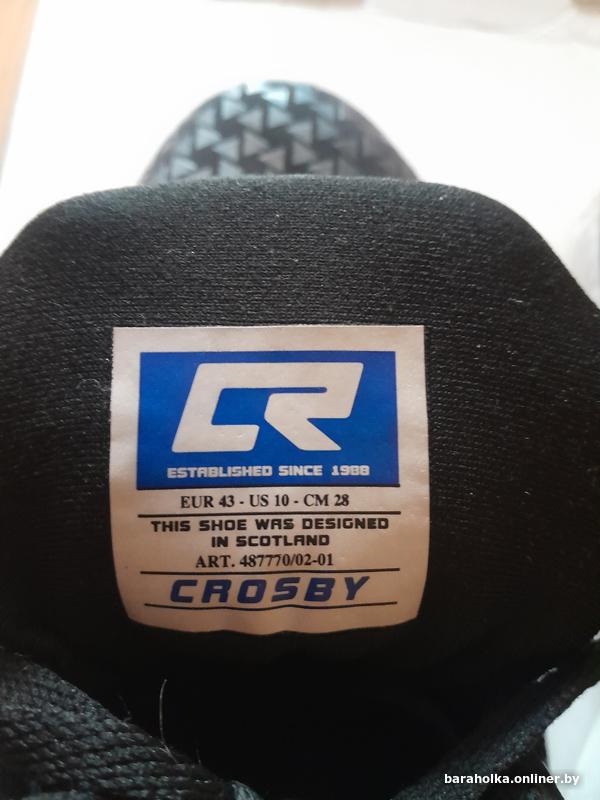 CR
ESTABLISHED SINCE 1988
EUR 43 - US 10 - CM 28
THIS SHOE WAS DESIGNED
IN SCOTLAND
ART. 487770/02-01
CROSBY
baraholka.onliner.by